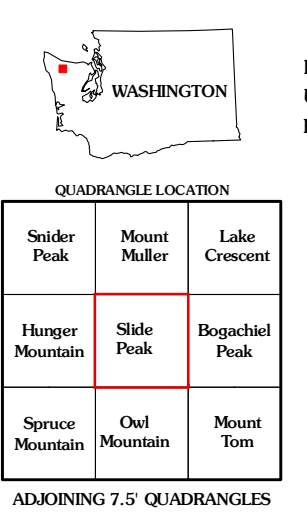 WASHINGTON
QUADRANGLE LOCATION
Snider
Peak
Mount
Muller
Lake
Crescent
Hunger
Mountain
Slide
Peak
Bogachiel
Peak
Spruce
Mountain
Owl
Mountain
Mount
Tom
ADJOINING 7.5' QUADRANGLES